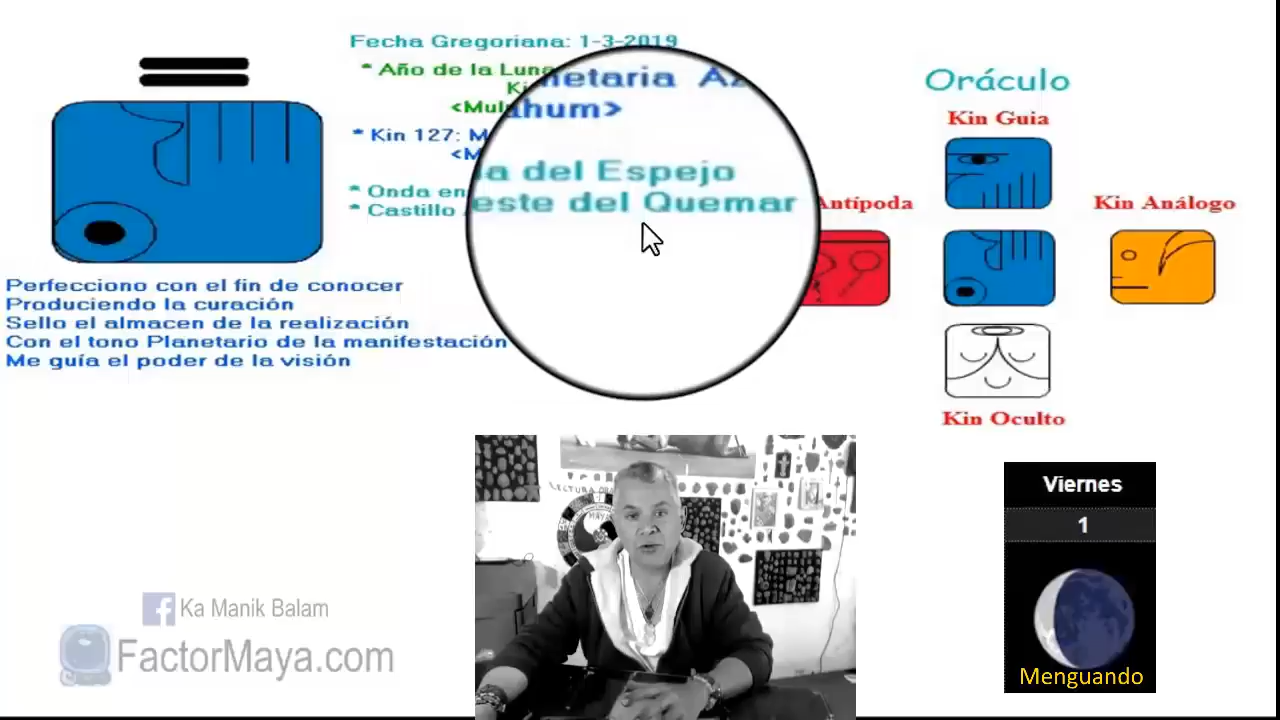 Fecha Gregoriana: 1-3-2019
* Año de la Luna
<Mul
* Kin 127: M
<M
* Onda en
* Castillo
netaria Az
ahum>
a del Espejo
este del Quemar
Perfecciono con el fin de conocer
Produciendo la curación
Sello el almacen de la realización
Con el tono Planetario de la manifestación
Me guía el poder de la visión
Oráculo
Kin Guia
Antípoda
Kin Análogo
Kin Oculto
LECTURA
MAYA
Viernes
1
Menguando
Ka Manik Balam
FactorMaya.com